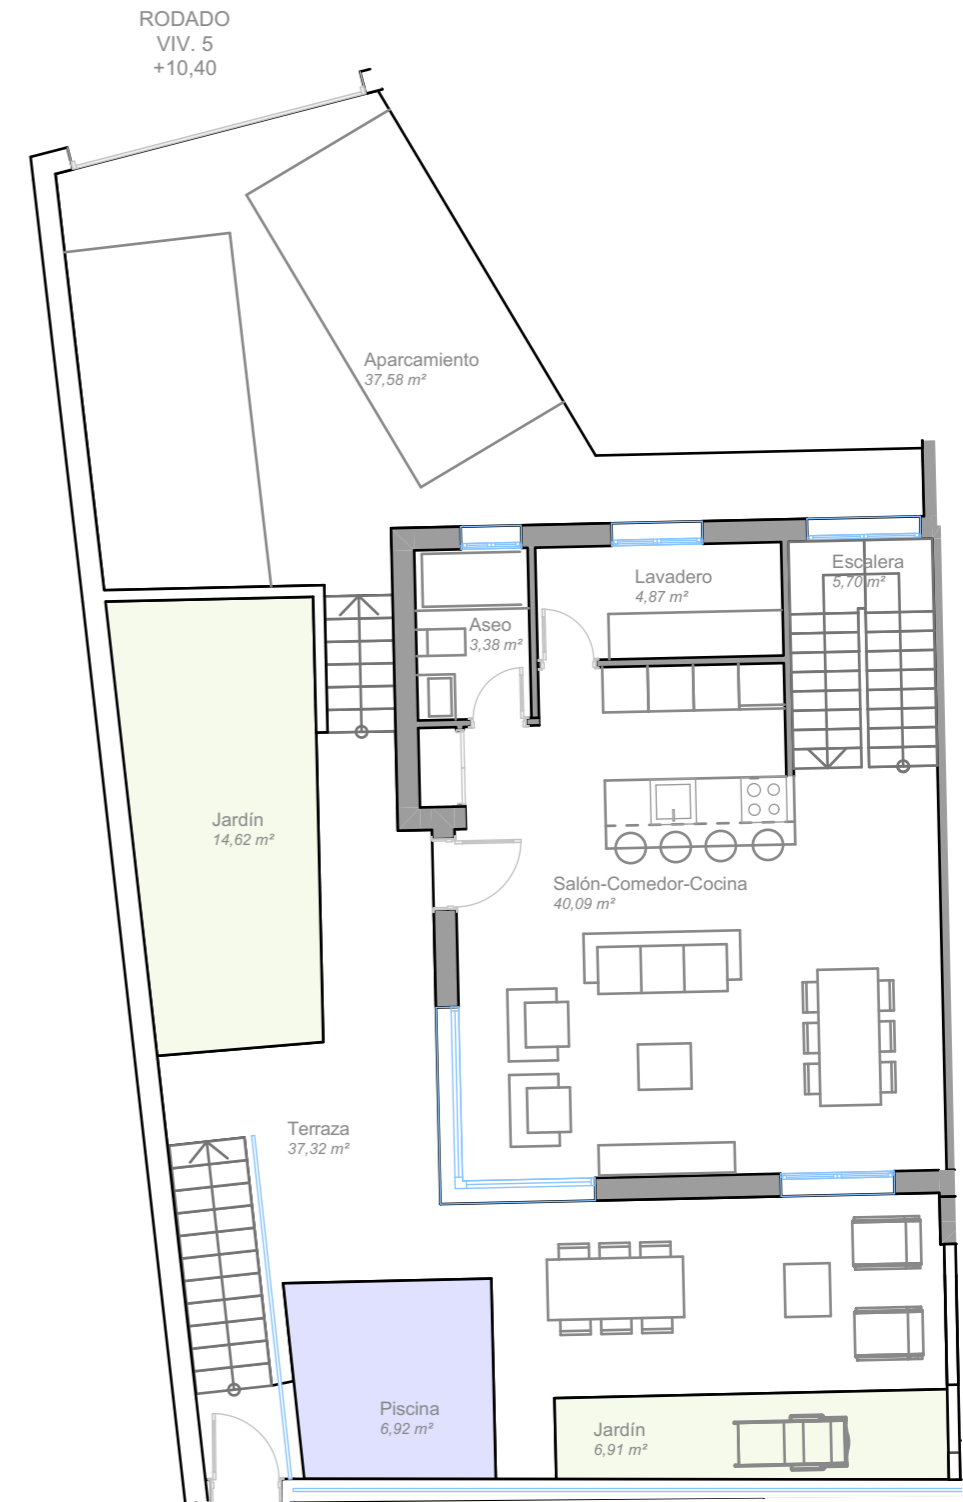 RODADO
VIV. 5
+10,40
Aparcamiento
37,58 m²
Escalera
5,70 m²
Lavadero
4,87 m²
Aseo
3,38 m²
Jardín
14,62 m²
Salón-Comedor-Cocina
40,09 m²
Terraza
37,32 m²
Piscina
6,92 m²
Jardín
6,91 m²